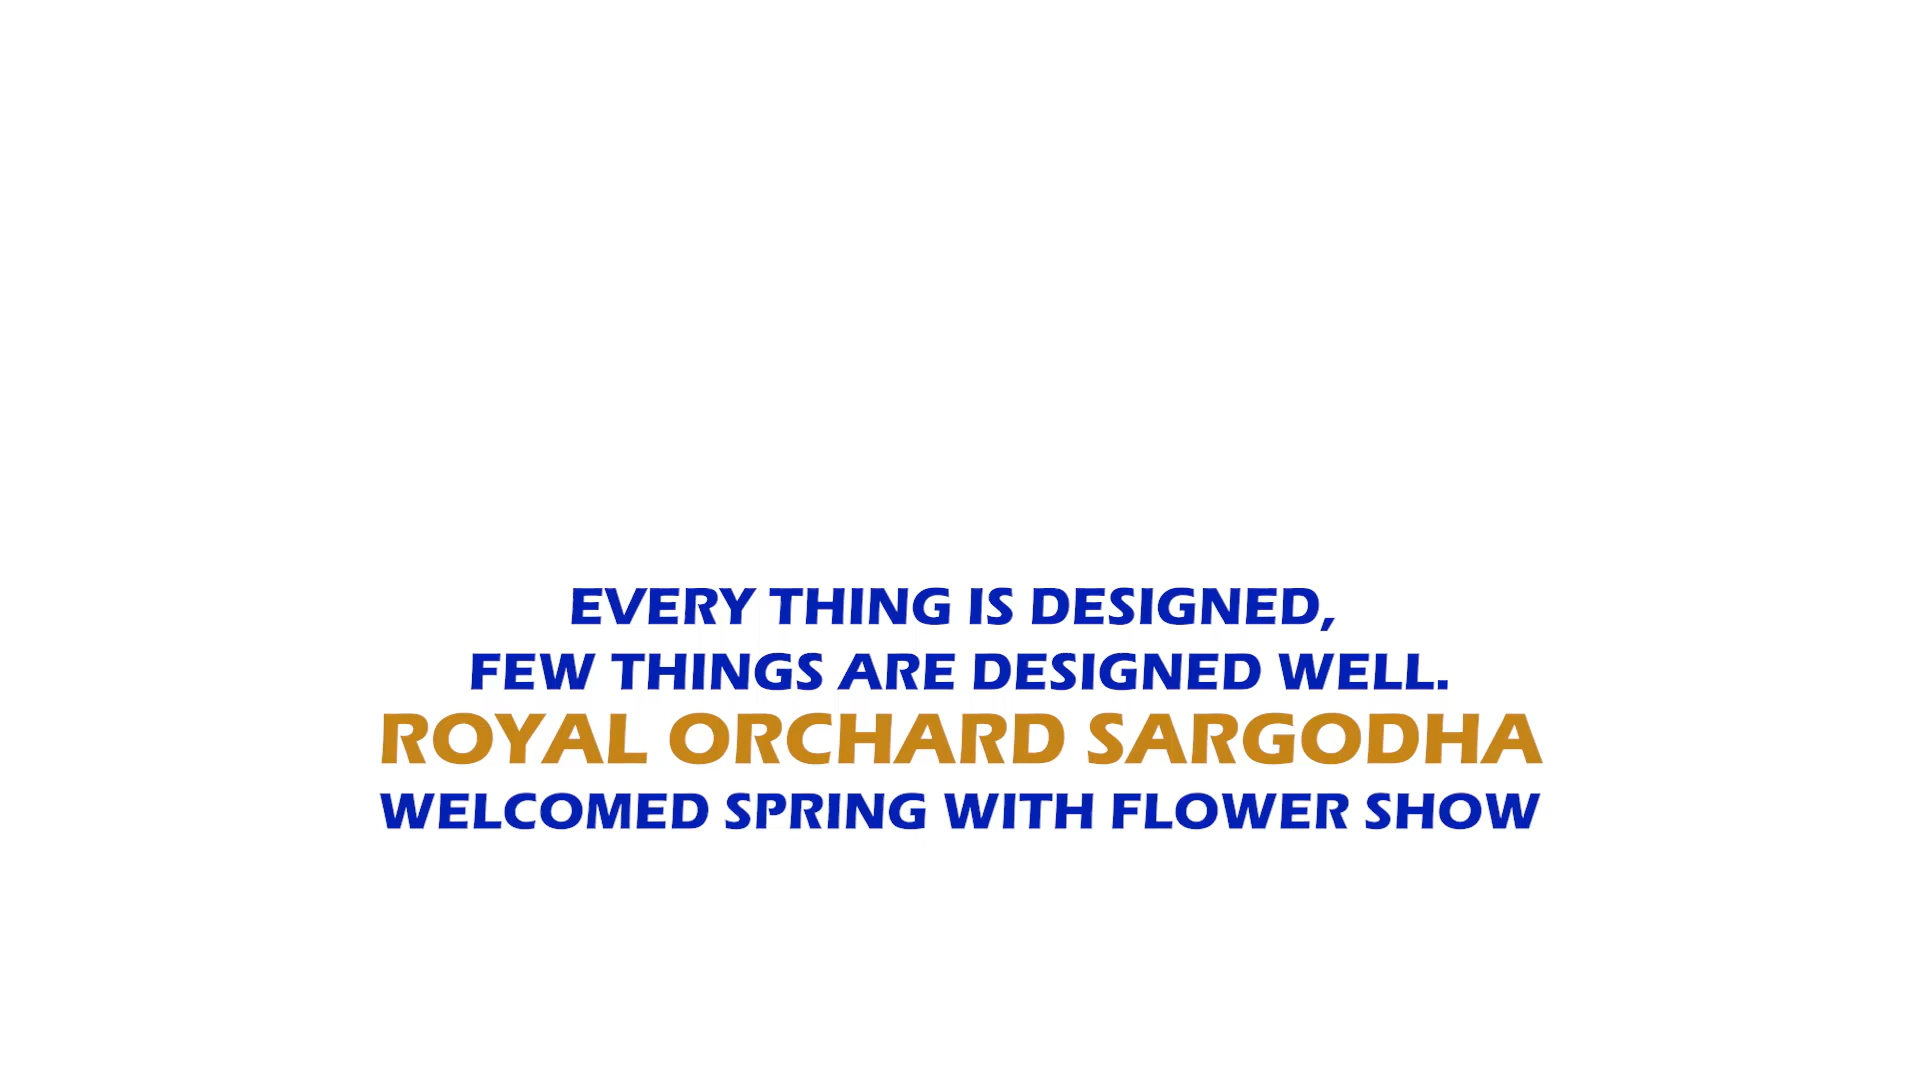 EVERY THING IS DESIGNED,
FEW THINGS ARE DESIGNED WELL.
ROYAL ORCHARD SARGODHA
WELCOMED SPRING WITH FLOWER SHOW